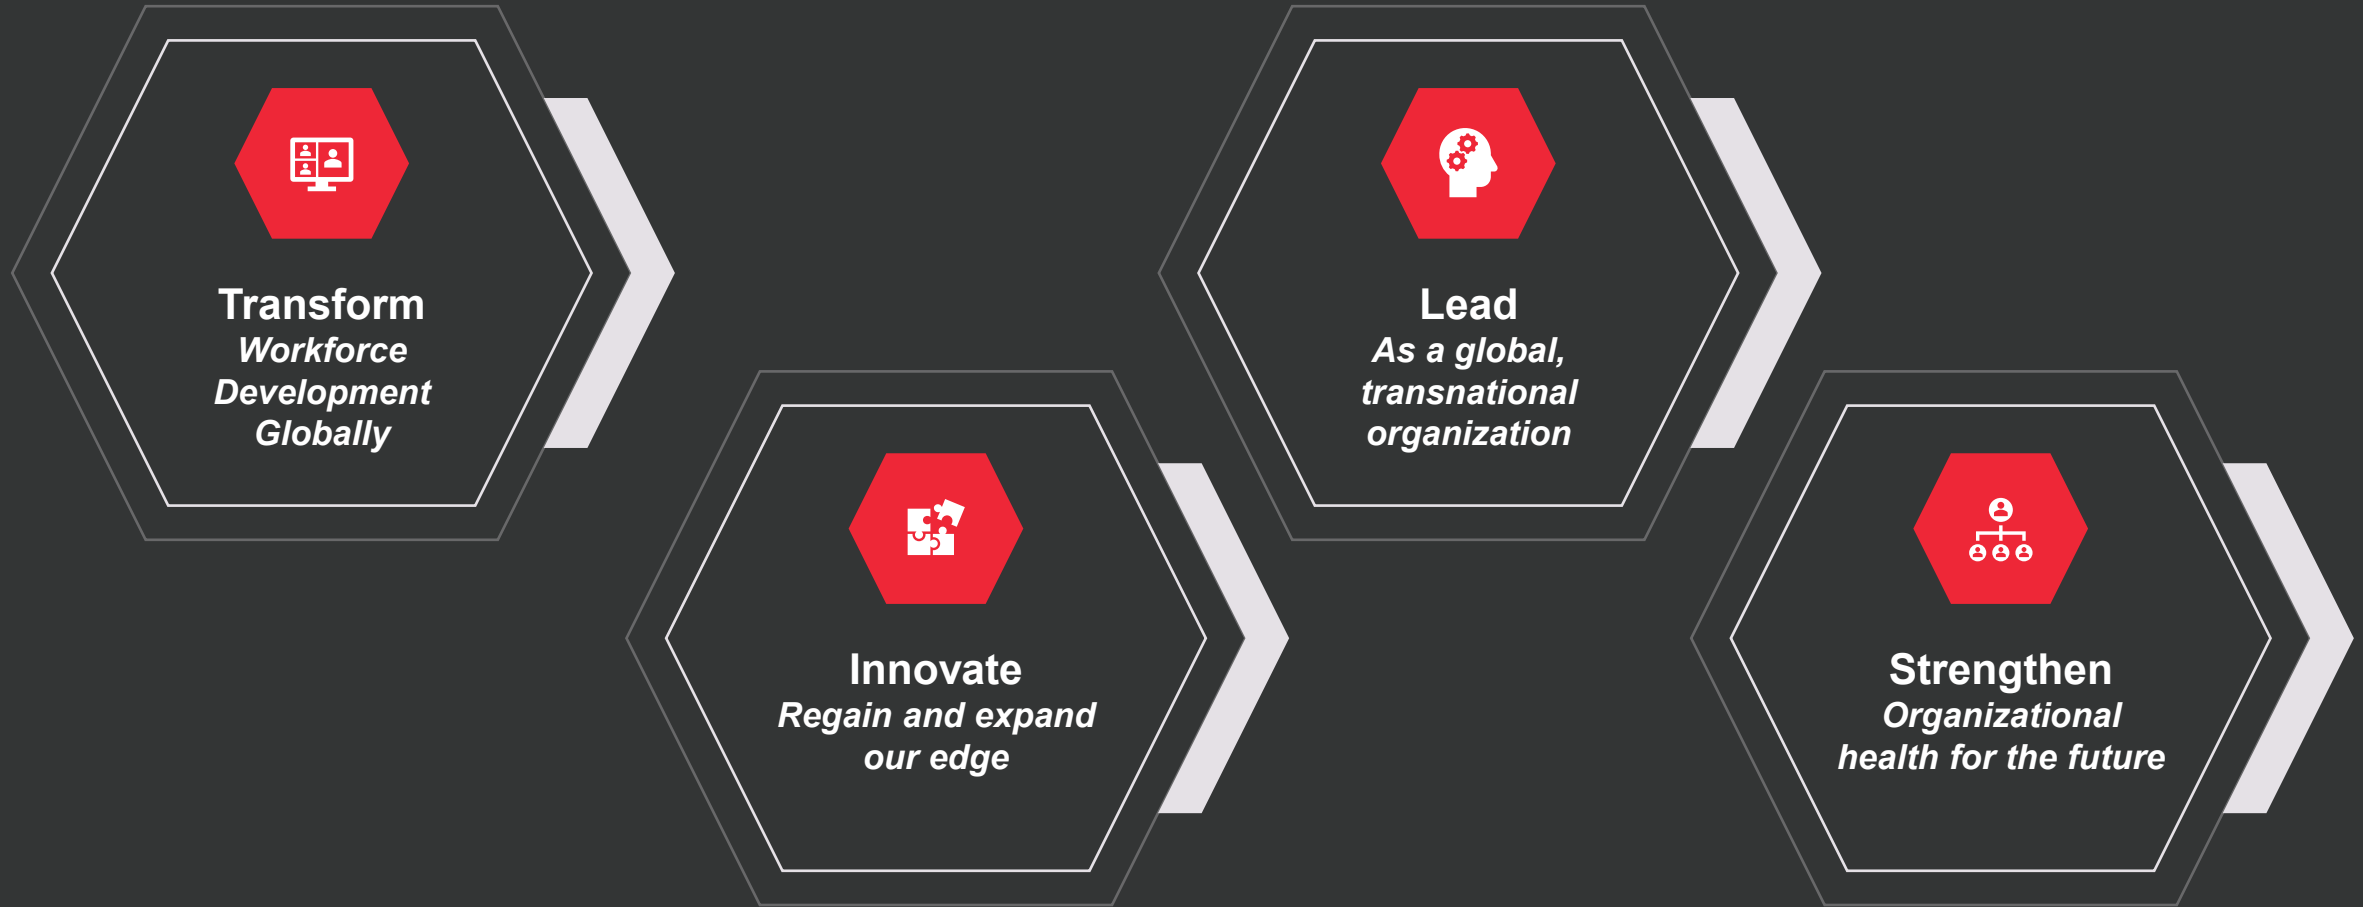 Transform
Workforce
Development
Globally
Innovate
Regain and expand
our edge
Lead
As a global,
transnational
organization
Strengthen
Organizational
health for the future